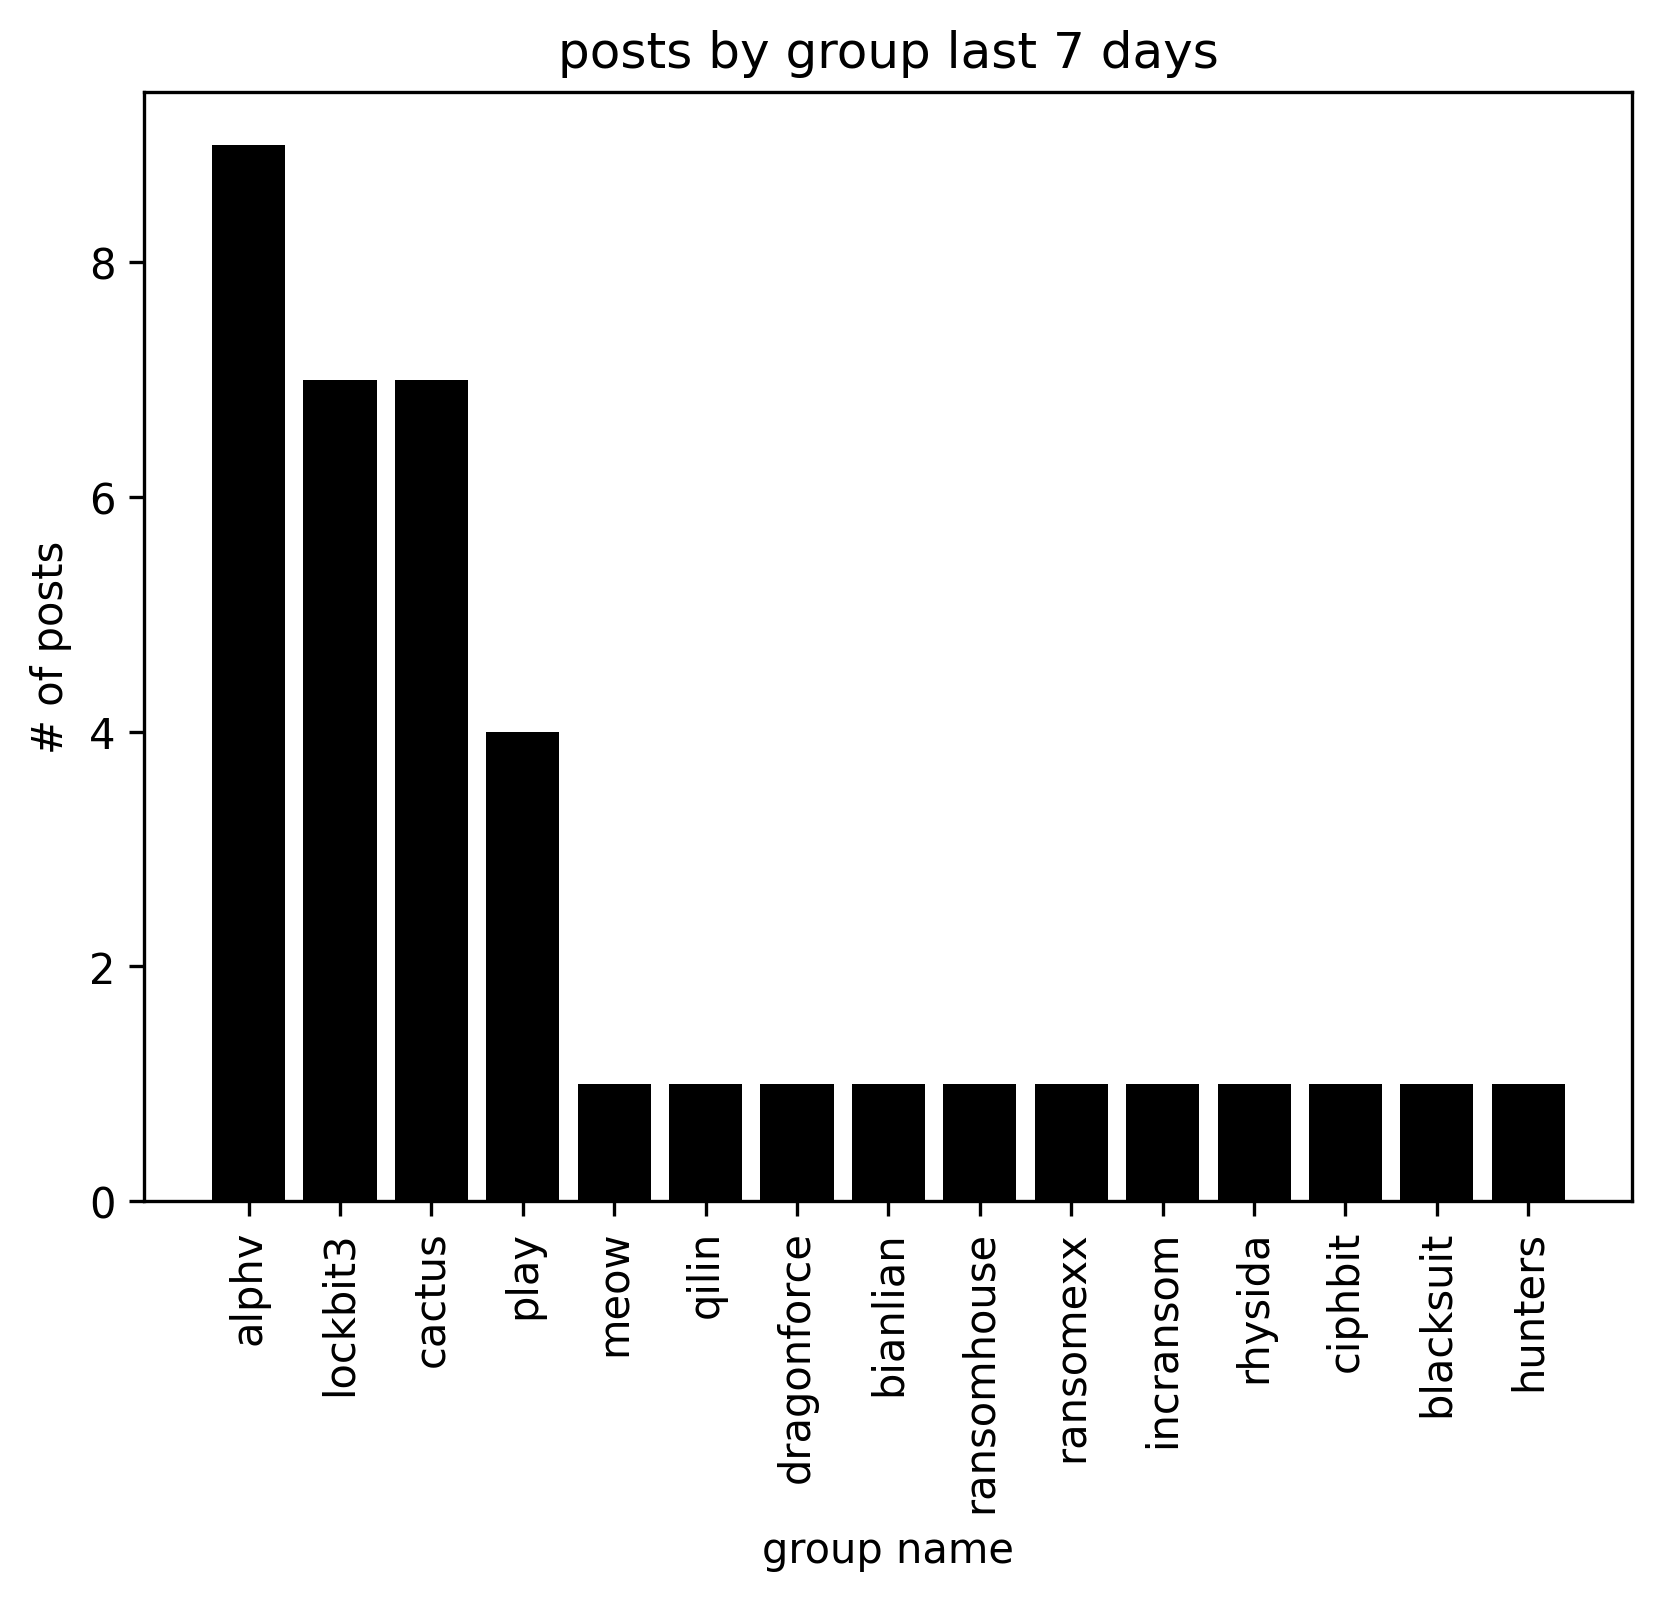 posts by group last 7 days
# of posts
8
6
4
2
0
alphv
lockbit3
cactus
play
meow
qilin
dragonforce
bianlian
ransomhouse
ransomexx
incransom
rhysida
ciphbit
blacksuit
hunters
group name